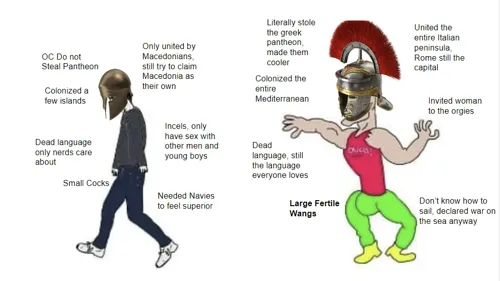 OC Do not
Steal Pantheon
Only united by
Macedonians,
still try to claim
Macedonia as
their own
Colonized a
few islands
Incels, only
have sex with
other men and
young boys
Dead language
only nerds care
about
Small Cocks
Needed Navies
to feel superior
Literally stole
the greek
pantheon,
made them
cooler
United the
entire Italian
peninsula,
Rome still the
capital
Colonized the
entire
Mediterranean
Invited woman
to the orgies
Dead
language, still
the language
everyone loves
Large Fertile
Wangs
Don't know how to
sail, declared war on
the sea anyway